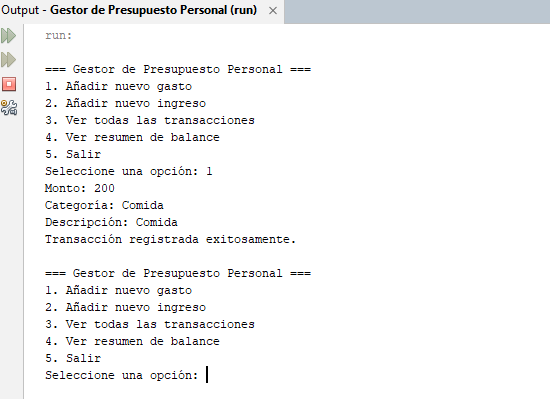 Output - Gestor de Presupuesto Personal (run) ×
run:
=== Gestor de Presupuesto Personal ===
1. Añadir nuevo gasto
2. Añadir nuevo ingreso
3. Ver todas las transacciones
4. Ver resumen de balance
5. Salir
Seleccione una opción: 1
Monto: 200
Categoría: Comida
Descripción: Comida
Transacción registrada exitosamente.
=== Gestor de Presupuesto Personal ===
1. Añadir nuevo gasto
2. Añadir nuevo ingreso
3. Ver todas las transacciones
4. Ver resumen de balance
5. Salir
Seleccione una opción: